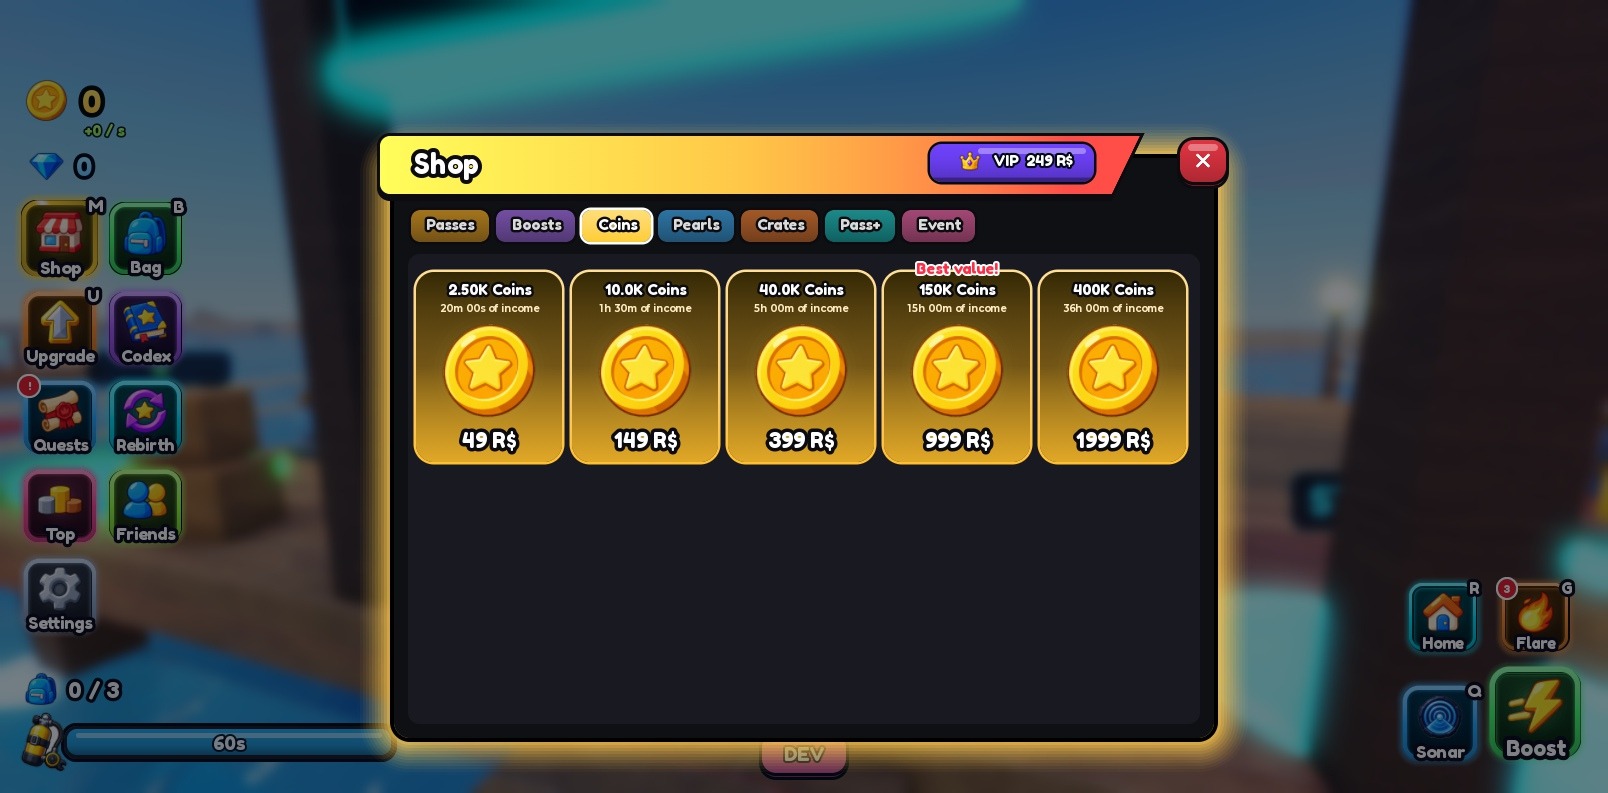 0
+0 / s
0
M
B
Shop
Bag
U
Upgrade
Codex
!
Quests
Rebirth
Top
Friends
Settings
0 / 3
60s
Shop
VIP 249 R$
Passes
Boosts
Coins
Pearls
Crates
Pass+
Event
Best value!
2.50K Coins
20m 00s of income
49 R$
10.0K Coins
1h 30m of income
149 R$
40.0K Coins
5h 00m of income
399 R$
150K Coins
15h 00m of income
999 R$
400K Coins
36h 00m of income
1999 R$
DEV
R
Home
3
G
Flare
Q
Sonar
Boost